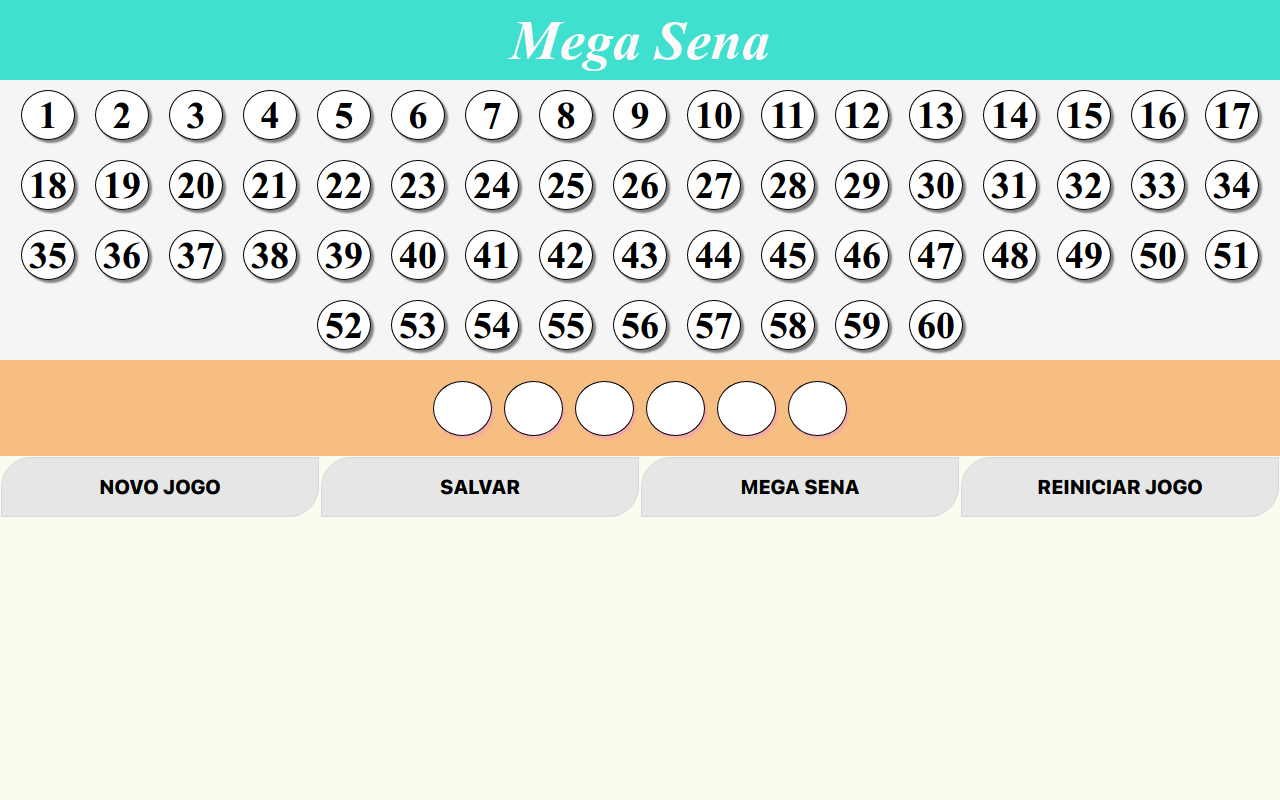 Mega Sena
1 2 3 4 5 6 7 8 9 10 11 12 13 14 15 16 17
18 19 20 21 22 23 24 25 26 27 28 29 30 31 32 33 34
35 36 37 38 39 40 41 42 43 44 45 46 47 48 49 50 51
52 53 54 55 56 57 58 59 60
NOVO JOGO SALVAR MEGA SENA REINICIAR JOGO